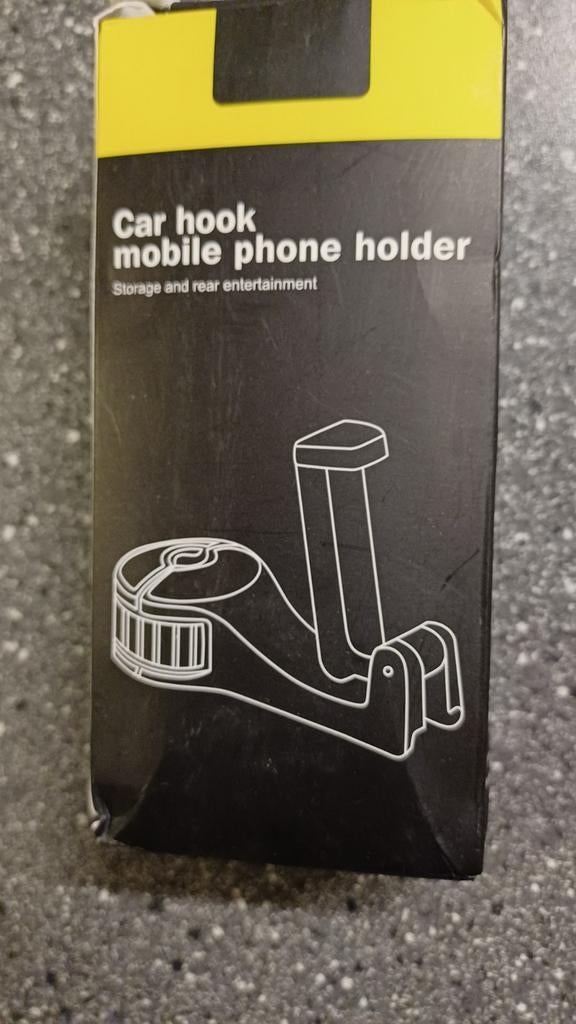 Car hook
mobile phone holder
Storage and rear entertainment